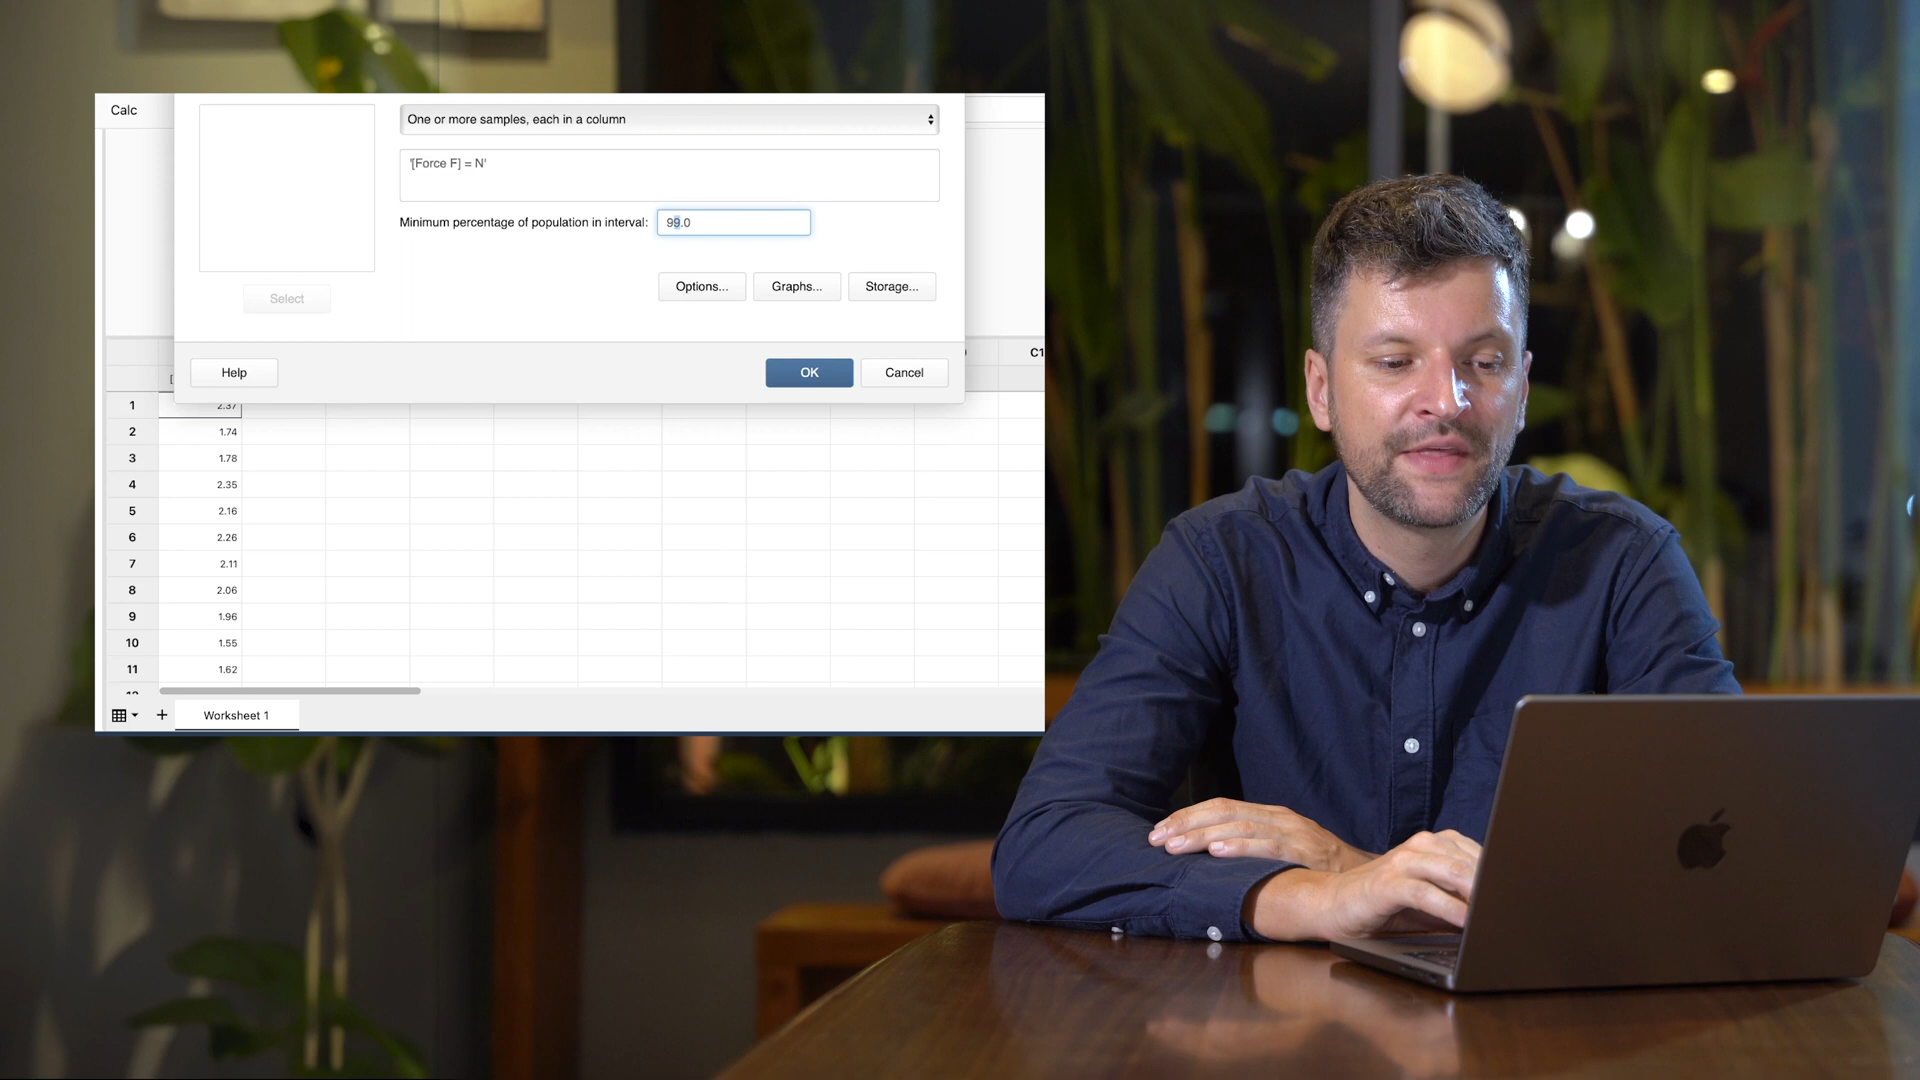 Calc
One or more samples, each in a column
'[Force F] = N'
Minimum percentage of population in interval: 99.0
Options... Graphs... Storage...
Select
C1
Help OK Cancel
[
1 2.37
2 1.74
3 1.78
4 2.35
5 2.16
6 2.26
7 2.11
8 2.06
9 1.96
10 1.55
11 1.62
+ Worksheet 1